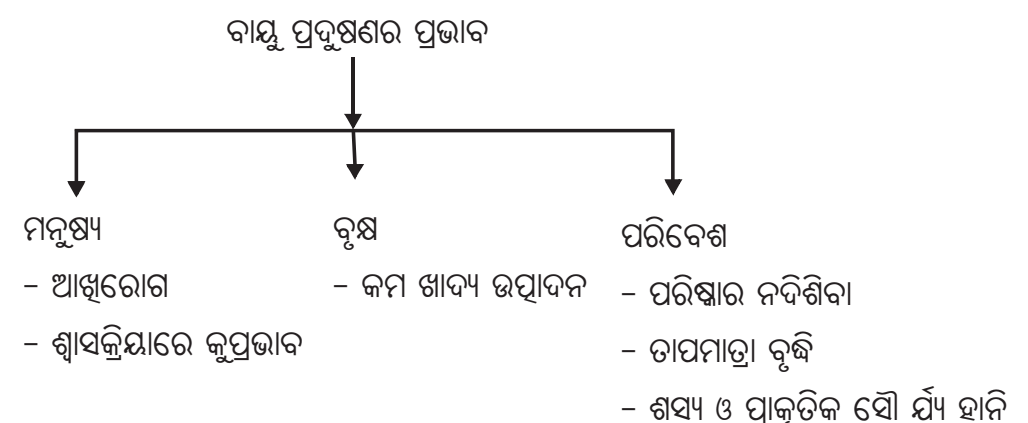 ବାୟୁ ପ୍ରଦୁଷଣର ପ୍ରଭାବ
ମନୁଷ୍ୟ
– ଆଖିରୋଗ
– ଶ୍ୱାସକ୍ରିୟାରେ କୁପ୍ରଭାବ
ବୃକ୍ଷ
– କମ ଖାଦ୍ୟ ଉତ୍ପାଦନ
ପରିବେଶ
– ପରିଷ୍କାର ନଦିଶିବା
– ତାପମାତ୍ରା ବୃଦ୍ଧି
– ଶସ୍ୟ ଓ ପ୍ରାକୃତିକ ହାନି